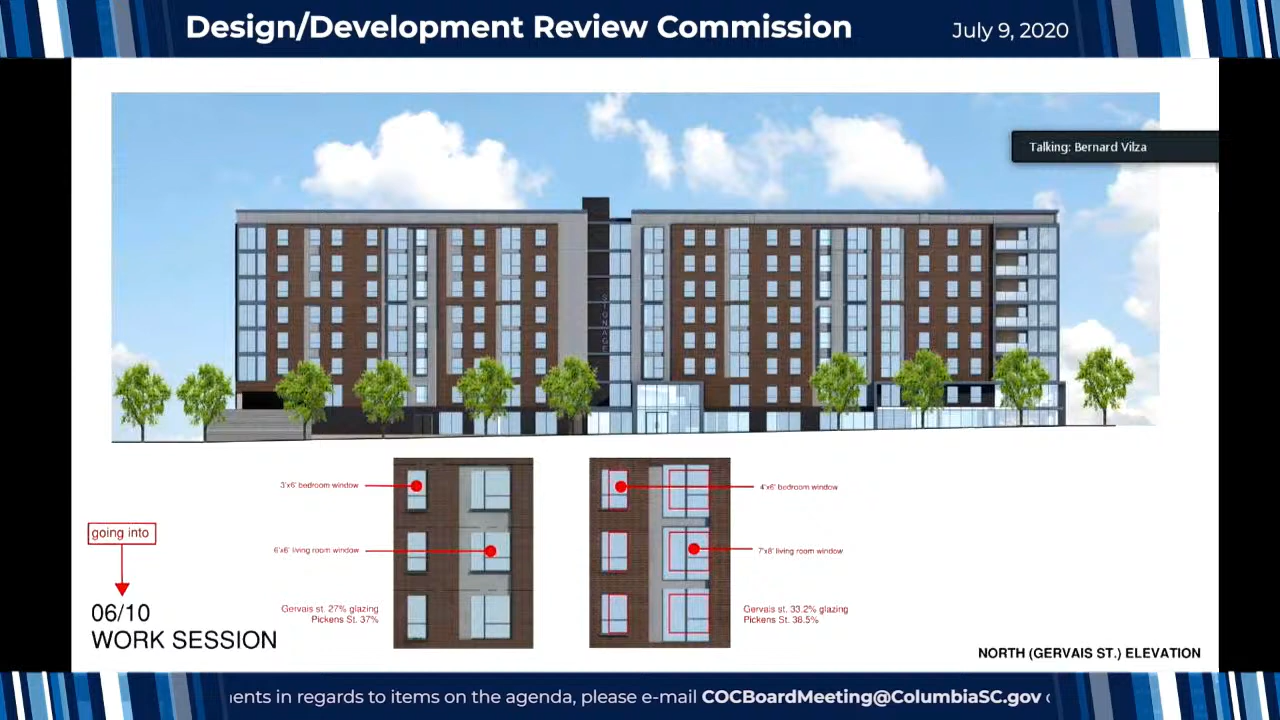 Design/Development Review Commission
July 9, 2020
Talking: Bernard Vilza
SIGNAGE
3'x6' bedroom window
4'x6' bedroom window
going into
6'x6' living room window
7'x8' living room window
06/10
WORK SESSION
Gervais st. 27% glazing
Pickens St. 37%
Gervais st. 33.2% glazing
Pickens St. 38.5%
NORTH (GERVAIS ST.) ELEVATION
in regards to items on the agenda, please e-mail COCBoardMeeting@ColumbiaSC.gov